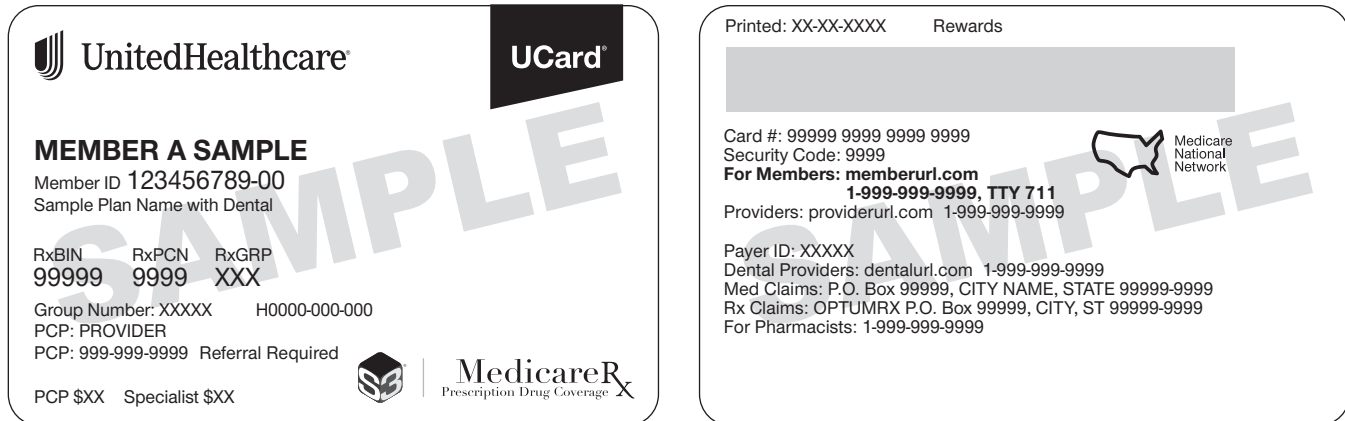 UnitedHealthcare®
UCard®
MEMBER A SAMPLE
Member ID 123456789-00
Sample Plan Name with Dental
RxBIN RxPCN RxGRP
99999 9999 XXX
Group Number: XXXXX H0000-000-000
PCP: PROVIDER
PCP: 999-999-9999 Referral Required
PCP $XX Specialist $XX
S3
MedicareRx
Prescription Drug Coverage
SAMPLE
Printed: XX-XX-XXXX Rewards
Card #: 99999 9999 9999 9999
Security Code: 9999
For Members: memberurl.com
1-999-999-9999, TTY 711
Providers: providerurl.com 1-999-999-9999
Medicare
National
Network
Payer ID: XXXXX
Dental Providers: dentalurl.com 1-999-999-9999
Med Claims: P.O. Box 99999, CITY NAME, STATE 99999-9999
Rx Claims: OPTUMRX P.O. Box 99999, CITY, ST 99999-9999
For Pharmacists: 1-999-999-9999
SAMPLE